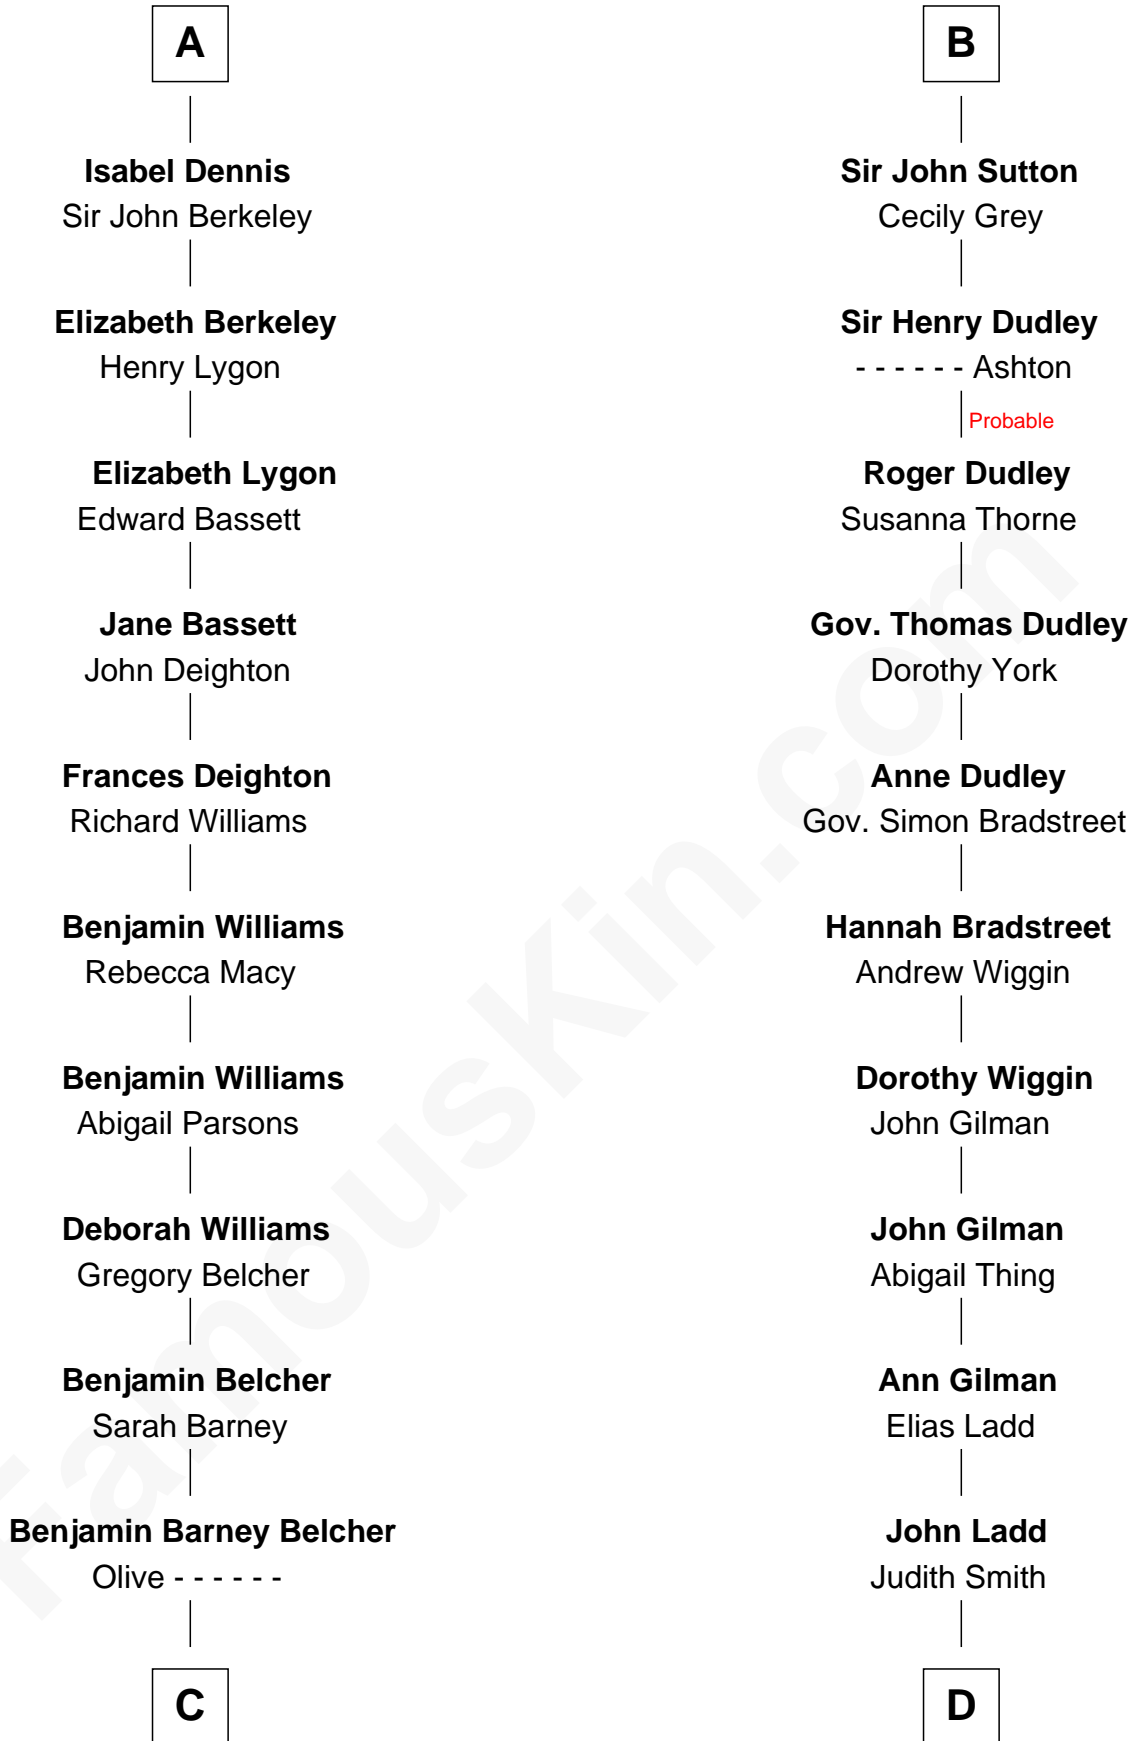 A
Isabel Dennis
Sir John Berkeley
Elizabeth Berkeley
Henry Lygon
Elizabeth Lygon
Edward Bassett
Jane Bassett
John Deighton
Frances Deighton
Richard Williams
Benjamin Williams
Rebecca Macy
Benjamin Williams
Abigail Parsons
Deborah Williams
Gregory Belcher
Benjamin Belcher
Sarah Barney
Benjamin Barney Belcher
Olive - - - - - -
C
B
Sir John Sutton
Cecily Grey
Sir Henry Dudley
- - - - - - Ashton
Probable
Roger Dudley
Susanna Thorne
Gov. Thomas Dudley
Dorothy York
Anne Dudley
Gov. Simon Bradstreet
Hannah Bradstreet
Andrew Wiggin
Dorothy Wiggin
John Gilman
John Gilman
Abigail Thing
Ann Gilman
Elias Ladd
John Ladd
Judith Smith
D
FamousKin.com